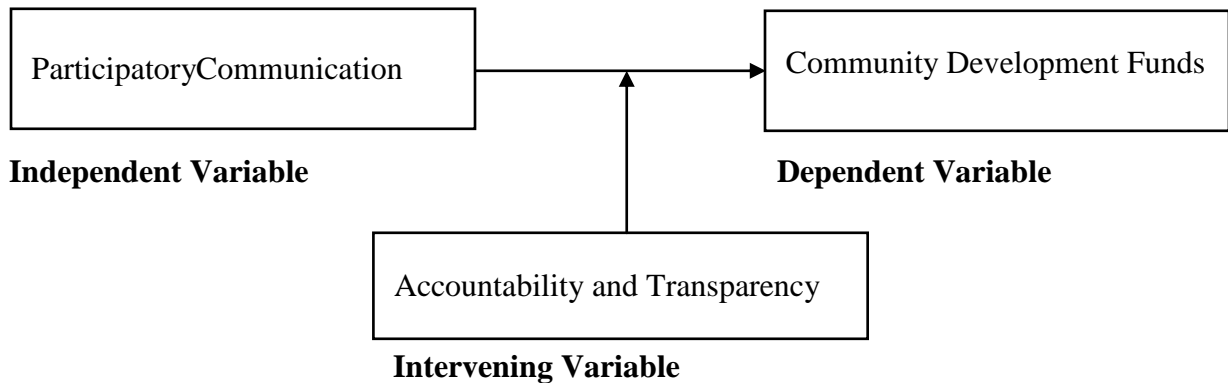 ParticipatoryCommunication
Community Development Funds
Independent Variable
Dependent Variable
Accountability and Transparency
Intervening Variable